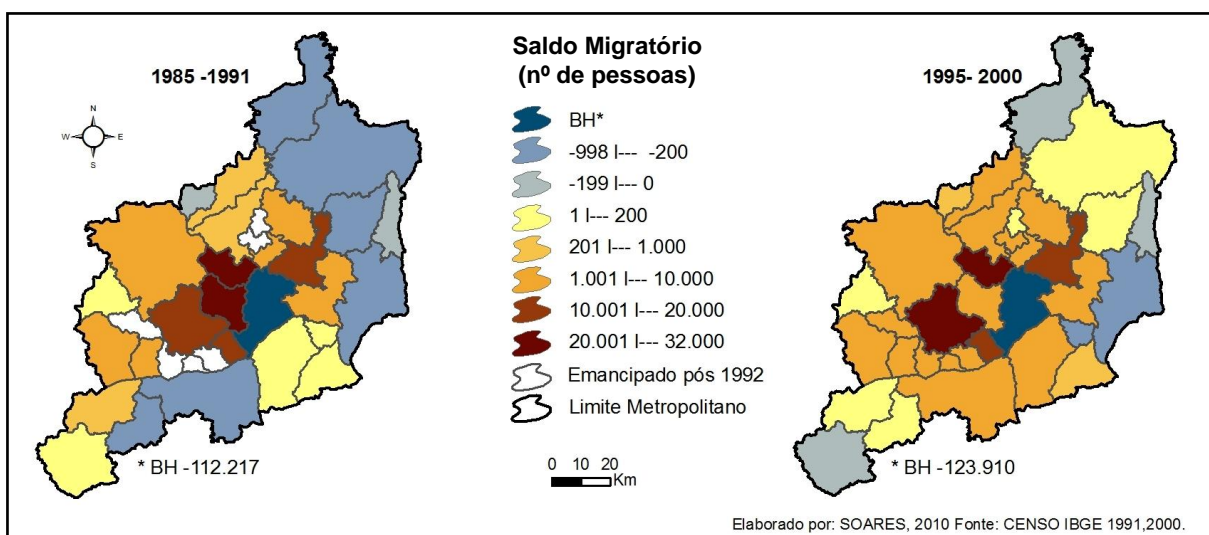 1985 -1991
N
W
E
S
* BH -112.217
Saldo Migratório
(nº de pessoas)
BH*
-998 I--- -200
-199 I--- 0
1 I--- 200
201 I--- 1.000
1.001 I--- 10.000
10.001 I--- 20.000
20.001 I--- 32.000
Emancipado pós 1992
Limite Metropolitano
0 10 20
Km
1995- 2000
* BH -123.910
Elaborado por: SOARES, 2010 Fonte: CENSO IBGE 1991,2000.